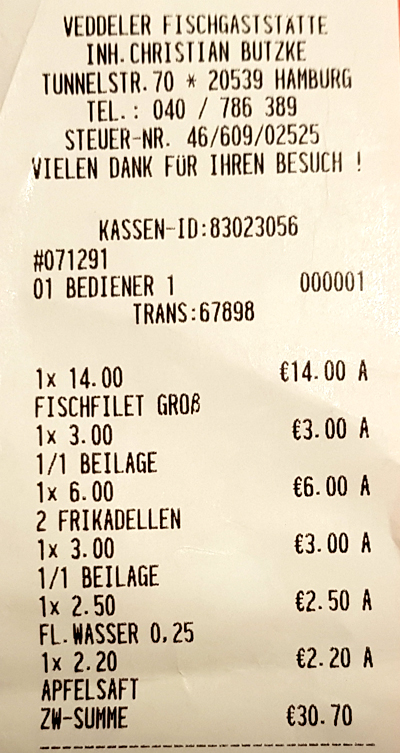 VEDDELER FISCHGASTSTÄTTE
INH.CHRISTIAN BUTZKE
TUNNELSTR.70 * 20539 HAMBURG
TEL.: 040 / 786 389
STEUER-NR. 46/609/02525
VIELEN DANK FÜR IHREN BESUCH !
KASSEN-ID:83023056
#071291
01 BEDIENER 1 000001
TRANS:67898
1x 14.00 €14.00 A
FISCHFILET GROß
1x 3.00 €3.00 A
1/1 BEILAGE
1x 6.00 €6.00 A
2 FRIKADELLEN
1x 3.00 €3.00 A
1/1 BEILAGE
1x 2.50 €2.50 A
FL.WASSER 0,25
1x 2.20 €2.20 A
APFELSAFT
ZW-SUMME €30.70